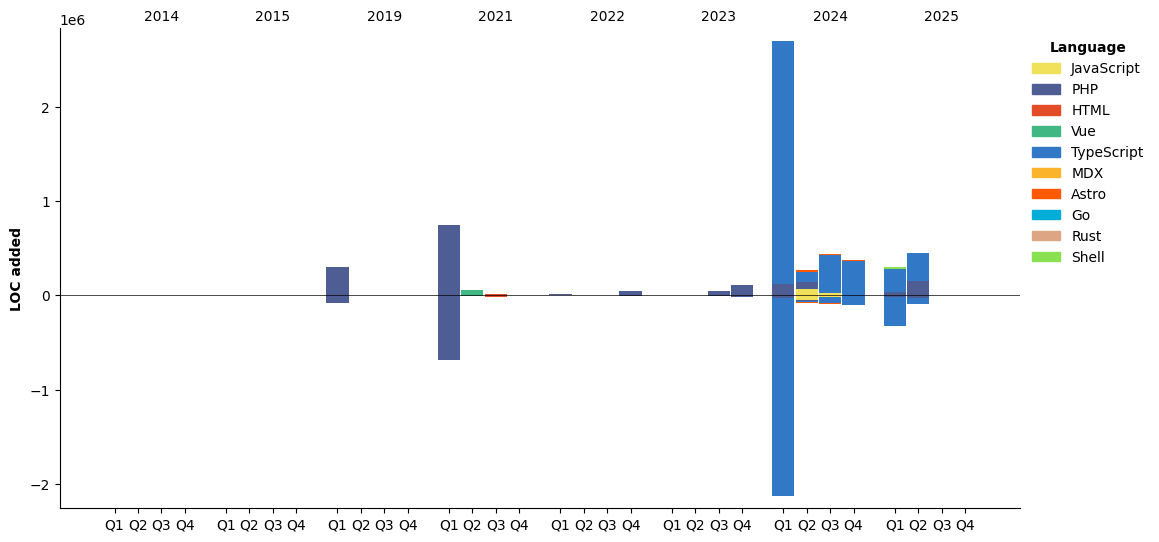 1e6
2014 2015 2019 2021 2022 2023 2024 2025
Language
JavaScript
PHP
HTML
Vue
TypeScript
MDX
Astro
Go
Rust
Shell
2
1
0
−1
−2
LOC added
Q1 Q2 Q3 Q4 Q1 Q2 Q3 Q4 Q1 Q2 Q3 Q4 Q1 Q2 Q3 Q4 Q1 Q2 Q3 Q4 Q1 Q2 Q3 Q4 Q1 Q2 Q3 Q4 Q1 Q2 Q3 Q4